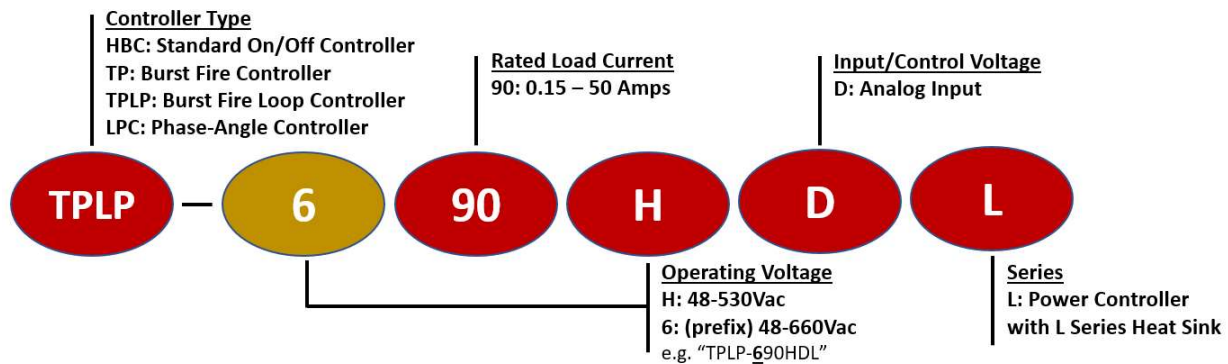 Controller Type
HBC: Standard On/Off Controller
TP: Burst Fire Controller
TPLP: Burst Fire Loop Controller
LPC: Phase-Angle Controller
Rated Load Current
90: 0.15 – 50 Amps
Input/Control Voltage
D: Analog Input
TPLP – 6 90 H D L
Operating Voltage
H: 48-530Vac
6: (prefix) 48-660Vac
e.g. “TPLP-690HDL”
Series
L: Power Controller
with L Series Heat Sink